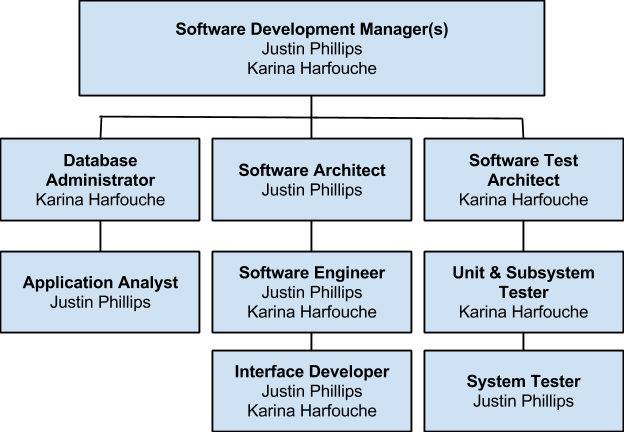 Software Development Manager(s)
Justin Phillips
Karina Harfouche
Database
Administrator
Karina Harfouche
Software Architect
Justin Phillips
Software Test
Architect
Karina Harfouche
Application Analyst
Justin Phillips
Software Engineer
Justin Phillips
Karina Harfouche
Unit & Subsystem
Tester
Karina Harfouche
Interface Developer
Justin Phillips
Karina Harfouche
System Tester
Justin Phillips